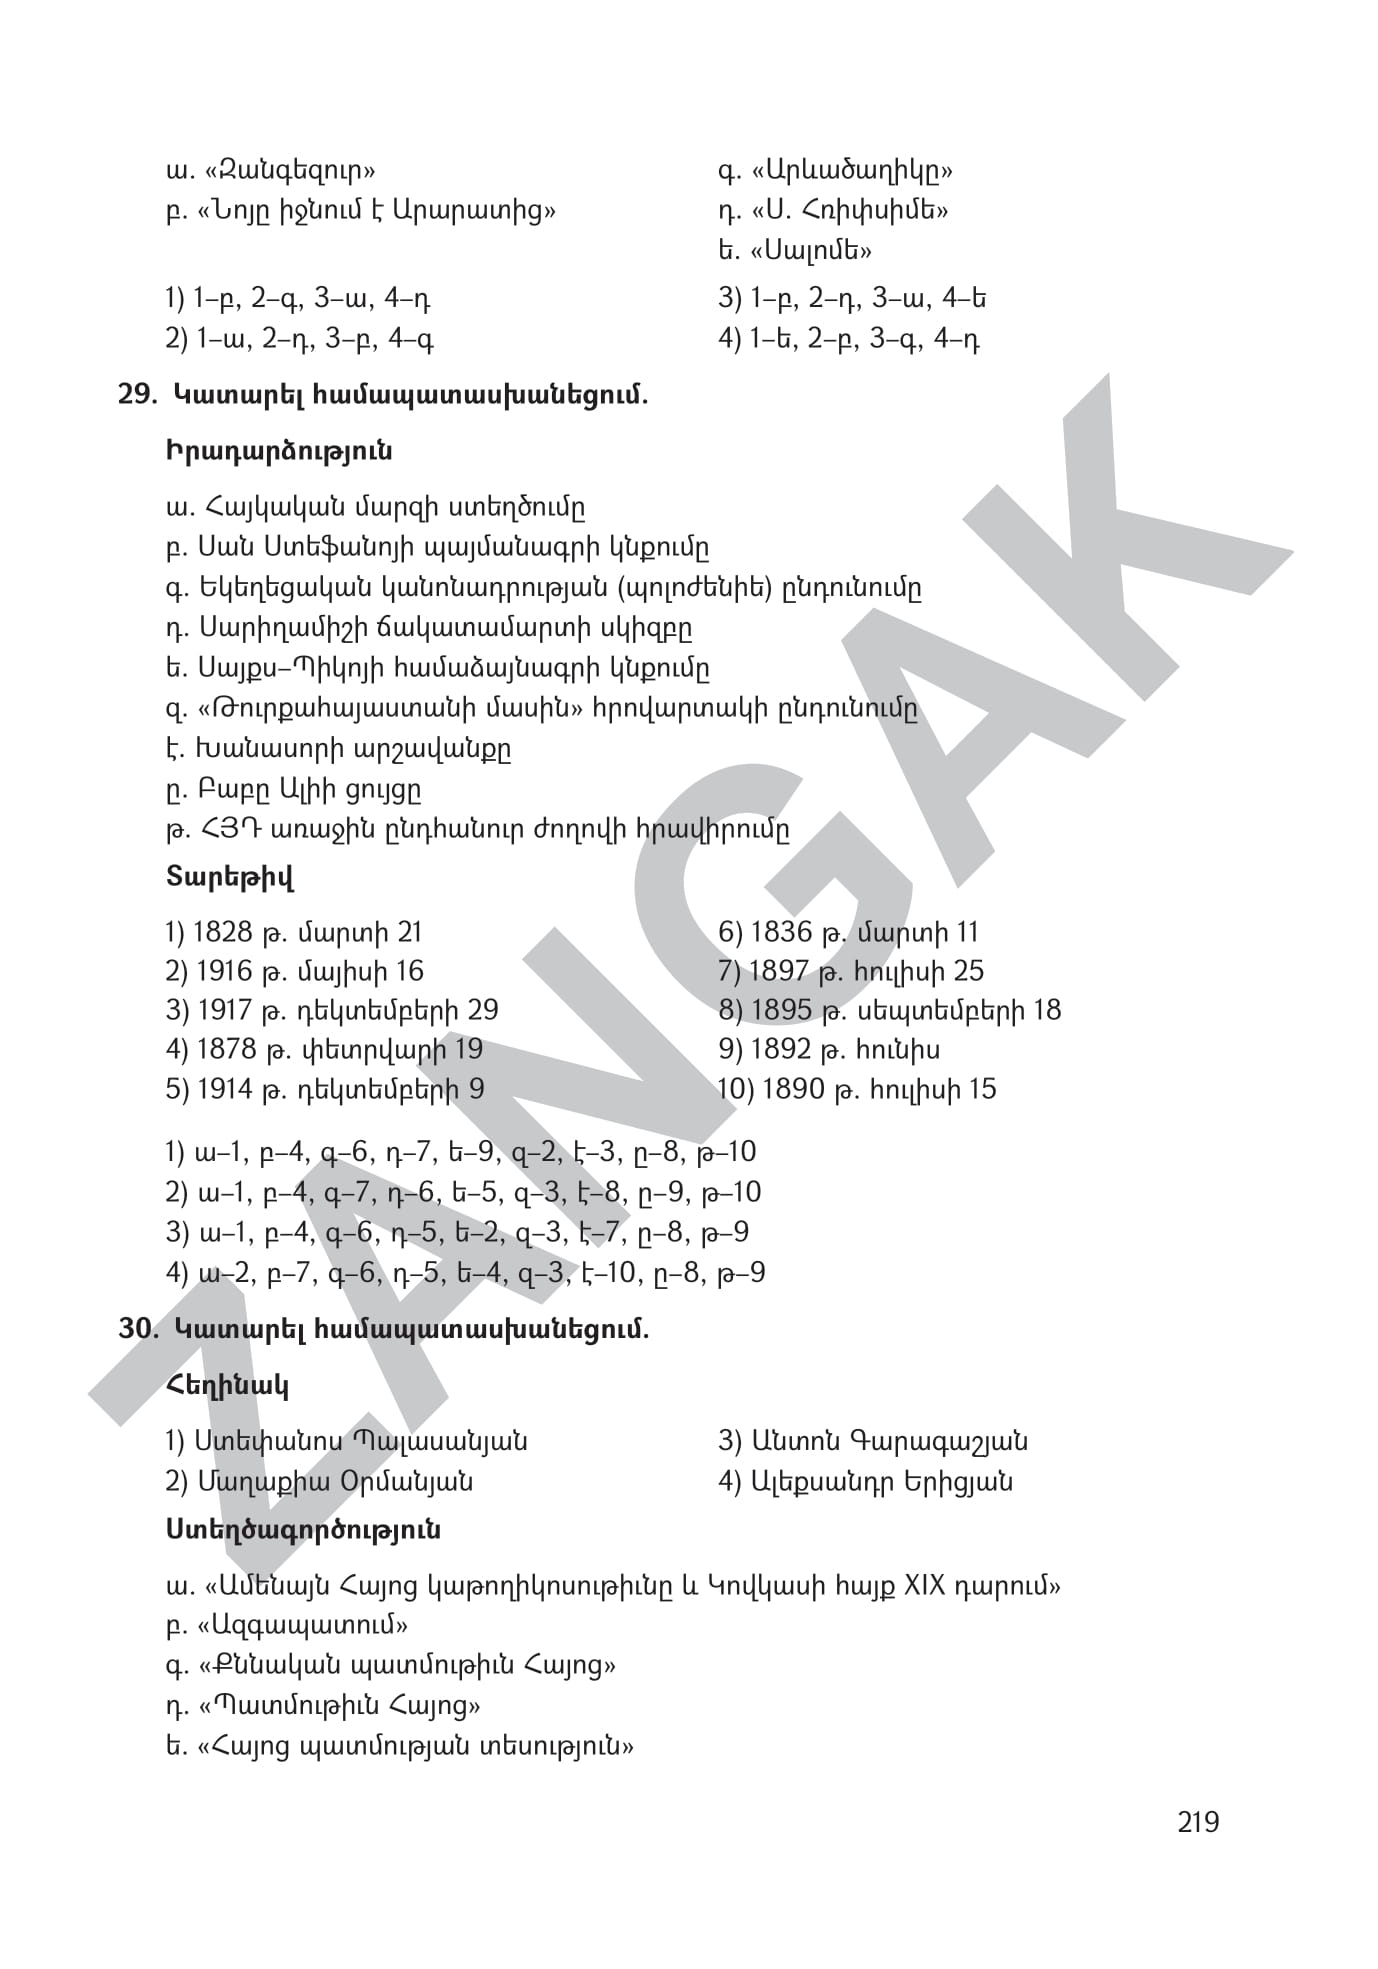 ա. «Զանգեզուր»
բ. «Նոյը իջնում է Արարատից»
գ. «Արևածաղիկը»
դ. «Ս. Հռիփսիմե»
ե. «Սալոմե»
1) 1–բ, 2–գ, 3–ա, 4–դ
2) 1–ա, 2–դ, 3–բ, 4–գ
3) 1–բ, 2–դ, 3–ա, 4–ե
4) 1–ե, 2–բ, 3–գ, 4–դ
29. Կատարել համապատասխանեցում.
Իրադարձություն
ա. Հայկական մարզի ստեղծումը
բ. Սան Ստեֆանոյի պայմանագրի կնքումը
գ. Եկեղեցական կանոնադրության (պոլոժենիե) ընդունումը
դ. Սարիղամիշի ճակատամարտի սկիզբը
ե. Սայքս–Պիկոյի համաձայնագրի կնքումը
զ. «Թուրքահայաստանի մասին» հրովարտակի ընդունումը
է. Խանասորի արշավանքը
ը. Բաբը Ալիի ցույցը
թ. ՀՅԴ առաջին ընդհանուր ժողովի հրավիրումը
Տարեթիվ
1) 1828 թ. մարտի 21
2) 1916 թ. մայիսի 16
3) 1917 թ. դեկտեմբերի 29
4) 1878 թ. փետրվարի 19
5) 1914 թ. դեկտեմբերի 9
6) 1836 թ. մարտի 11
7) 1897 թ. հուլիսի 25
8) 1895 թ. սեպտեմբերի 18
9) 1892 թ. հունիս
10) 1890 թ. հուլիսի 15
1) ա–1, բ–4, գ–6, դ–7, ե–9, զ–2, է–3, ը–8, թ–10
2) ա–1, բ–4, գ–7, դ–6, ե–5, զ–3, է–8, ը–9, թ–10
3) ա–1, բ–4, գ–6, դ–5, ե–2, զ–3, է–7, ը–8, թ–9
4) ա–2, բ–7, գ–6, դ–5, ե–4, զ–3, է–10, ը–8, թ–9
30. Կատարել համապատասխանեցում.
Հեղինակ
1) Ստեփանոս Պալասանյան
2) Մաղաքիա Օրմանյան
3) Անտոն Գարագաշյան
4) Ալեքսանդր Երիցյան
Ստեղծագործություն
ա. «Ամենայն Հայոց կաթողիկոսութիւնը և Կովկասի հայք XIX դարում»
բ. «Ազգապատում»
գ. «Քննական պատմութիւն Հայոց»
դ. «Պատմութիւն Հայոց»
ե. «Հայոց պատմության տեսություն»
219
ZANGAK